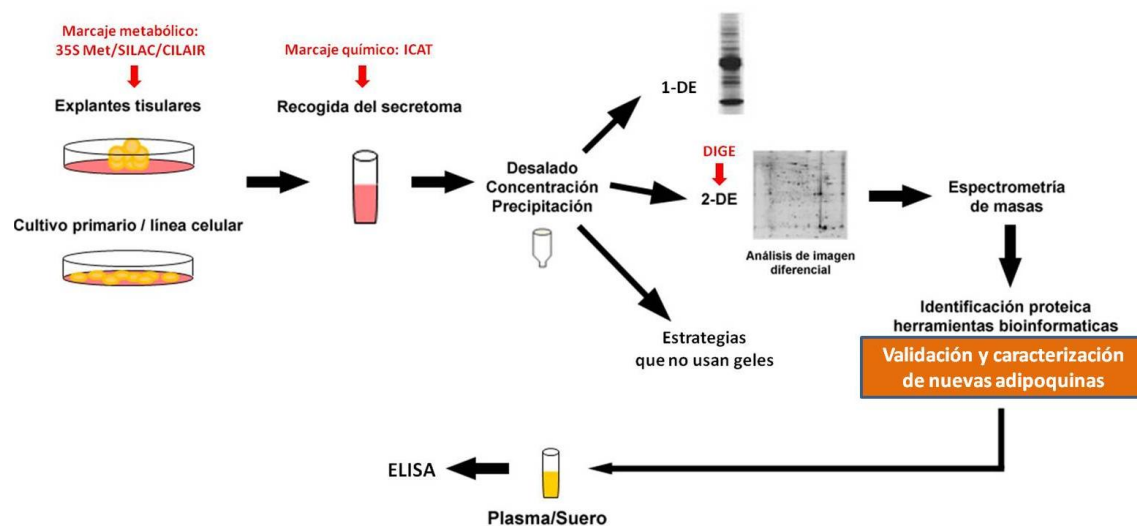 Marcaje metabólico:
35S Met/SILAC/CILAIR
Explantes tisulares
Cultivo primario / línea celular
Marcaje químico: ICAT
Recogida del secretoma
Desalado
Concentración
Precipitación
1-DE
DIGE
2-DE
Análisis de imagen
diferencial
Estrategias
que no usan geles
Espectrometría
de masas
Identificación proteica
herramientas bioinformaticas
Validación y caracterización
de nuevas adipoquinas
ELISA
Plasma/Suero